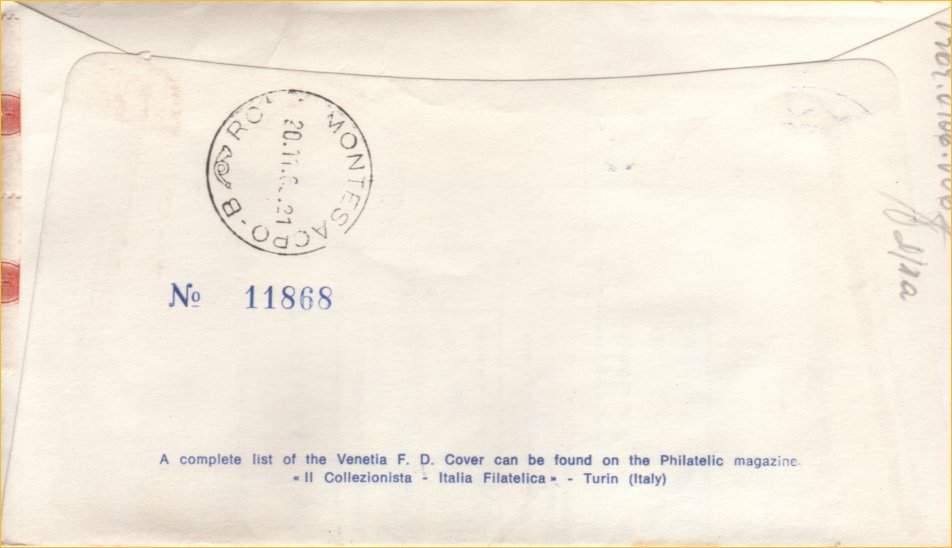 ROMA MONTESACRO - B
20.11.6 .21
№ 11868
A complete list of the Venetia F. D. Cover can be found on the Philatelic magazine
« Il Collezionista - Italia Filatelica » - Turin (Italy)